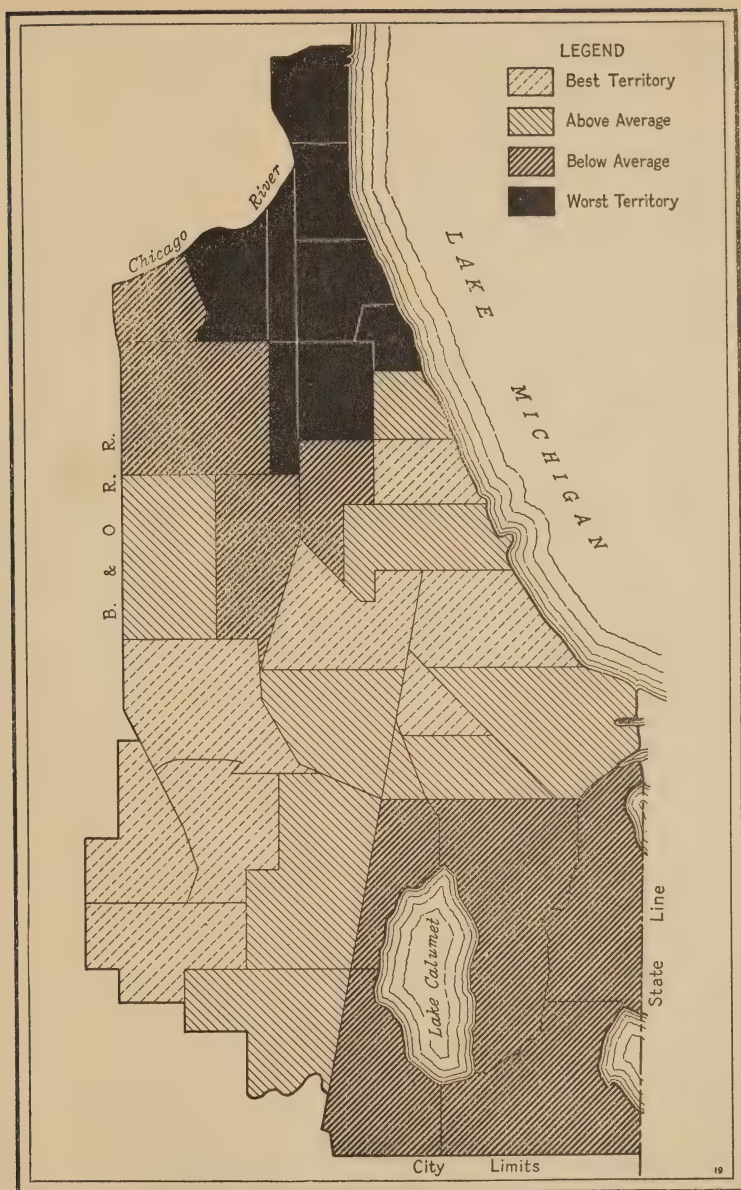 LEGEND
Best Territory
Above Average
Below Average
Worst Territory
Chicago River
LAKE MICHIGAN
B. & O R. R.
Lake Calumet
State Line
City Limits
19